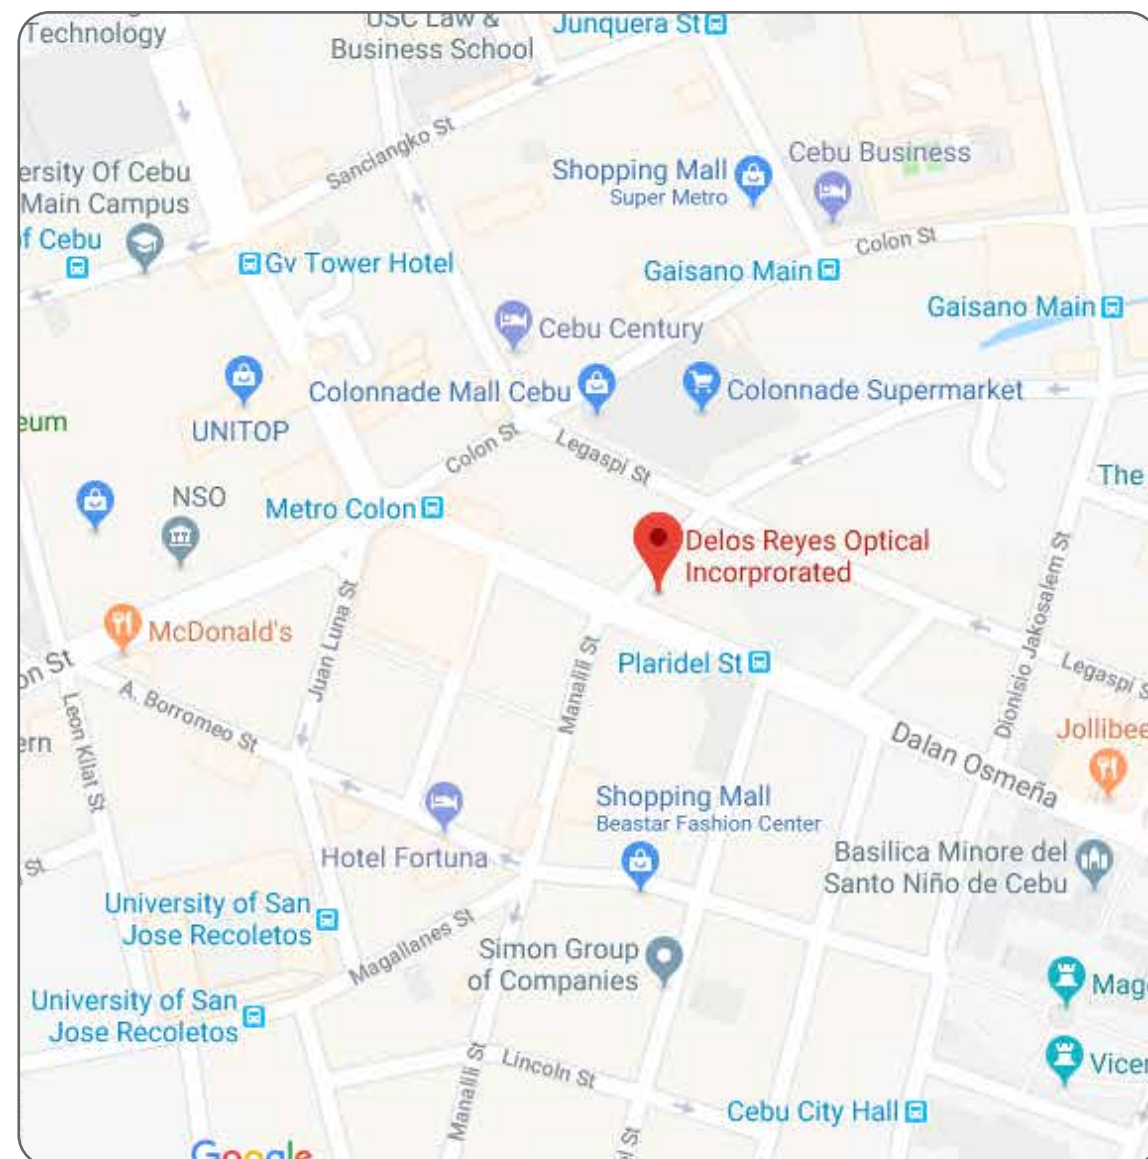 Technology
USC Law &
Business School
Junquera St
Sanciangko St
ersity Of Cebu
Main Campus
f Cebu
Shopping Mall
Super Metro
Cebu Business
Colon St
Gv Tower Hotel
Gaisano Main
Gaisano Main
Cebu Century
Colonnade Mall Cebu
Colonnade Supermarket
UNITOP
eum
Colon St
Legaspi St
The
NSO
Metro Colon
Delos Reyes Optical
Incorprorated
McDonald's
Juan Luna St
Manalili St
Plaridel St
Dionisio Jakosalem St
on St
Legaspi S
A. Borromeo St
Leon Kilat St
ern
Dalan Osmeña
Jollibee
Shopping Mall
Beastar Fashion Center
Hotel Fortuna
Basilica Minore del
Santo Niño de Cebu
St
University of San
Jose Recoletos
Magallanes St
Simon Group
of Companies
Mag
University of San
Jose Recoletos
Manalili St
Lincoln St
Vicen
Cebu City Hall
l St
Google